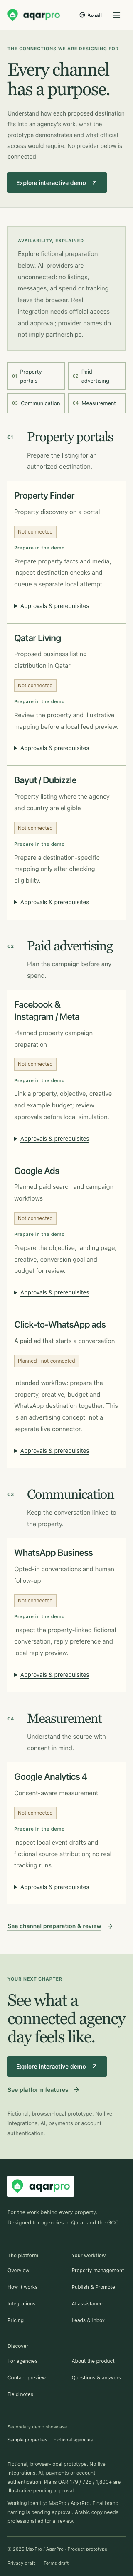 aqarpro
العربية
THE CONNECTIONS WE ARE DESIGNING FOR
Every channel
has a purpose.
Understand how each proposed destination
fits into an agency's work, what the
prototype demonstrates and what official
access would require. No provider below is
connected.
Explore interactive demo
AVAILABILITY, EXPLAINED
Explore fictional preparation
below. All providers are
unconnected: no listings,
messages, ad spend or tracking
leave the browser. Real
integration needs official access
and approval; provider names do
not imply partnerships.
01 Property
portals
02 Paid
advertising
03 Communication
04 Measurement
01 Property portals
Prepare the listing for an
authorized destination.
Property Finder
Property discovery on a portal
Not connected
Prepare in the demo
Prepare property facts and media,
inspect destination checks and
queue a separate local attempt.
Approvals & prerequisites
Qatar Living
Proposed business listing
distribution in Qatar
Not connected
Prepare in the demo
Review the property and illustrative
mapping before a local feed preview.
Approvals & prerequisites
Bayut / Dubizzle
Property listing where the agency
and country are eligible
Not connected
Prepare in the demo
Prepare a destination-specific
mapping only after checking
eligibility.
Approvals & prerequisites
02 Paid advertising
Plan the campaign before any
spend.
Facebook &
Instagram / Meta
Planned property campaign
preparation
Not connected
Prepare in the demo
Link a property, objective, creative
and example budget; review
approvals before local simulation.
Approvals & prerequisites
Google Ads
Planned paid search and campaign
workflows
Not connected
Prepare in the demo
Prepare the objective, landing page,
creative, conversion goal and
budget for review.
Approvals & prerequisites
Click-to-WhatsApp ads
A paid ad that starts a conversation
Planned · not connected
Intended workflow: prepare the
property, creative, budget and
WhatsApp destination together. This
is an advertising concept, not a
separate live connector.
Approvals & prerequisites
03 Communication
Keep the conversation linked to
the property.
WhatsApp Business
Opted-in conversations and human
follow-up
Not connected
Prepare in the demo
Inspect the property-linked fictional
conversation, reply preference and
local reply preview.
Approvals & prerequisites
04 Measurement
Understand the source with
consent in mind.
Google Analytics 4
Consent-aware measurement
Not connected
Prepare in the demo
Inspect local event drafts and
fictional source attribution; no real
tracking runs.
Approvals & prerequisites
See channel preparation & review
YOUR NEXT CHAPTER
See what a
connected agency
day feels like.
Explore interactive demo
See platform features
Fictional, browser-local prototype. No live
integrations, AI, payments or account
authentication.
aqarpro
For the work behind every property.
Designed for agencies in Qatar and the GCC.
The platform
Overview
How it works
Integrations
Pricing
Your workflow
Property management
Publish & Promote
AI assistance
Leads & Inbox
Discover
For agencies
Contact preview
Field notes
About the product
Questions & answers
Secondary demo showcase
Sample properties Fictional agencies
Fictional, browser-local prototype. No live
integrations, AI, payments or account
authentication. Plans QAR 179 / 725 / 1,800+ are
illustrative pending approval.
Working identity: MaxPro / AqarPro. Final brand
naming is pending approval. Arabic copy needs
professional editorial review.
© 2026 MaxPro / AqarPro · Product prototype
Privacy draft Terms draft